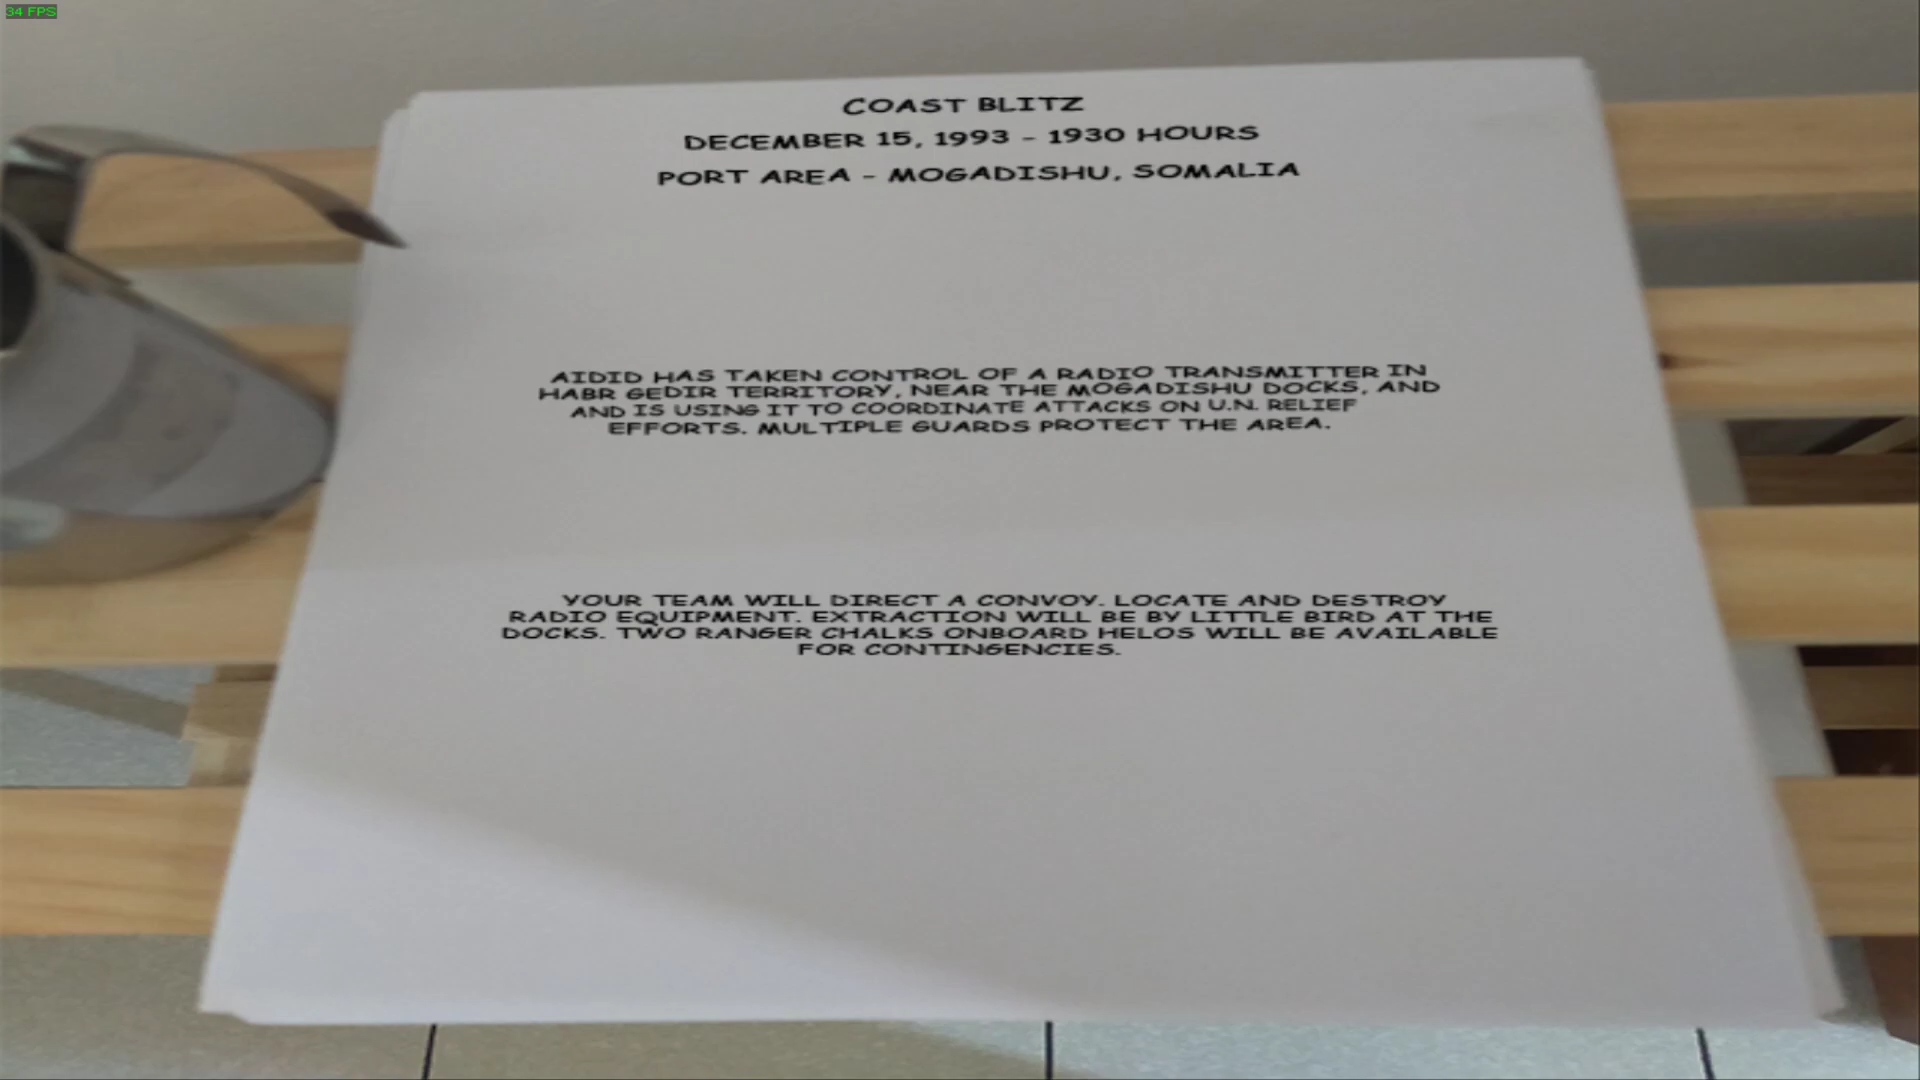 34 FPS
COAST BLITZ
DECEMBER 15, 1993 - 1930 HOURS
PORT AREA - MOGADISHU, SOMALIA
AIDID HAS TAKEN CONTROL OF A RADIO TRANSMITTER IN
HABR GEDIR TERRITORY, NEAR THE MOGADISHU DOCKS, AND
AND IS USING IT TO COORDINATE ATTACKS ON U.N. RELIEF
EFFORTS. MULTIPLE GUARDS PROTECT THE AREA.
YOUR TEAM WILL DIRECT A CONVOY. LOCATE AND DESTROY
RADIO EQUIPMENT. EXTRACTION WILL BE BY LITTLE BIRD AT THE
DOCKS. TWO RANGER CHALKS ONBOARD HELOS WILL BE AVAILABLE
FOR CONTINGENCIES.